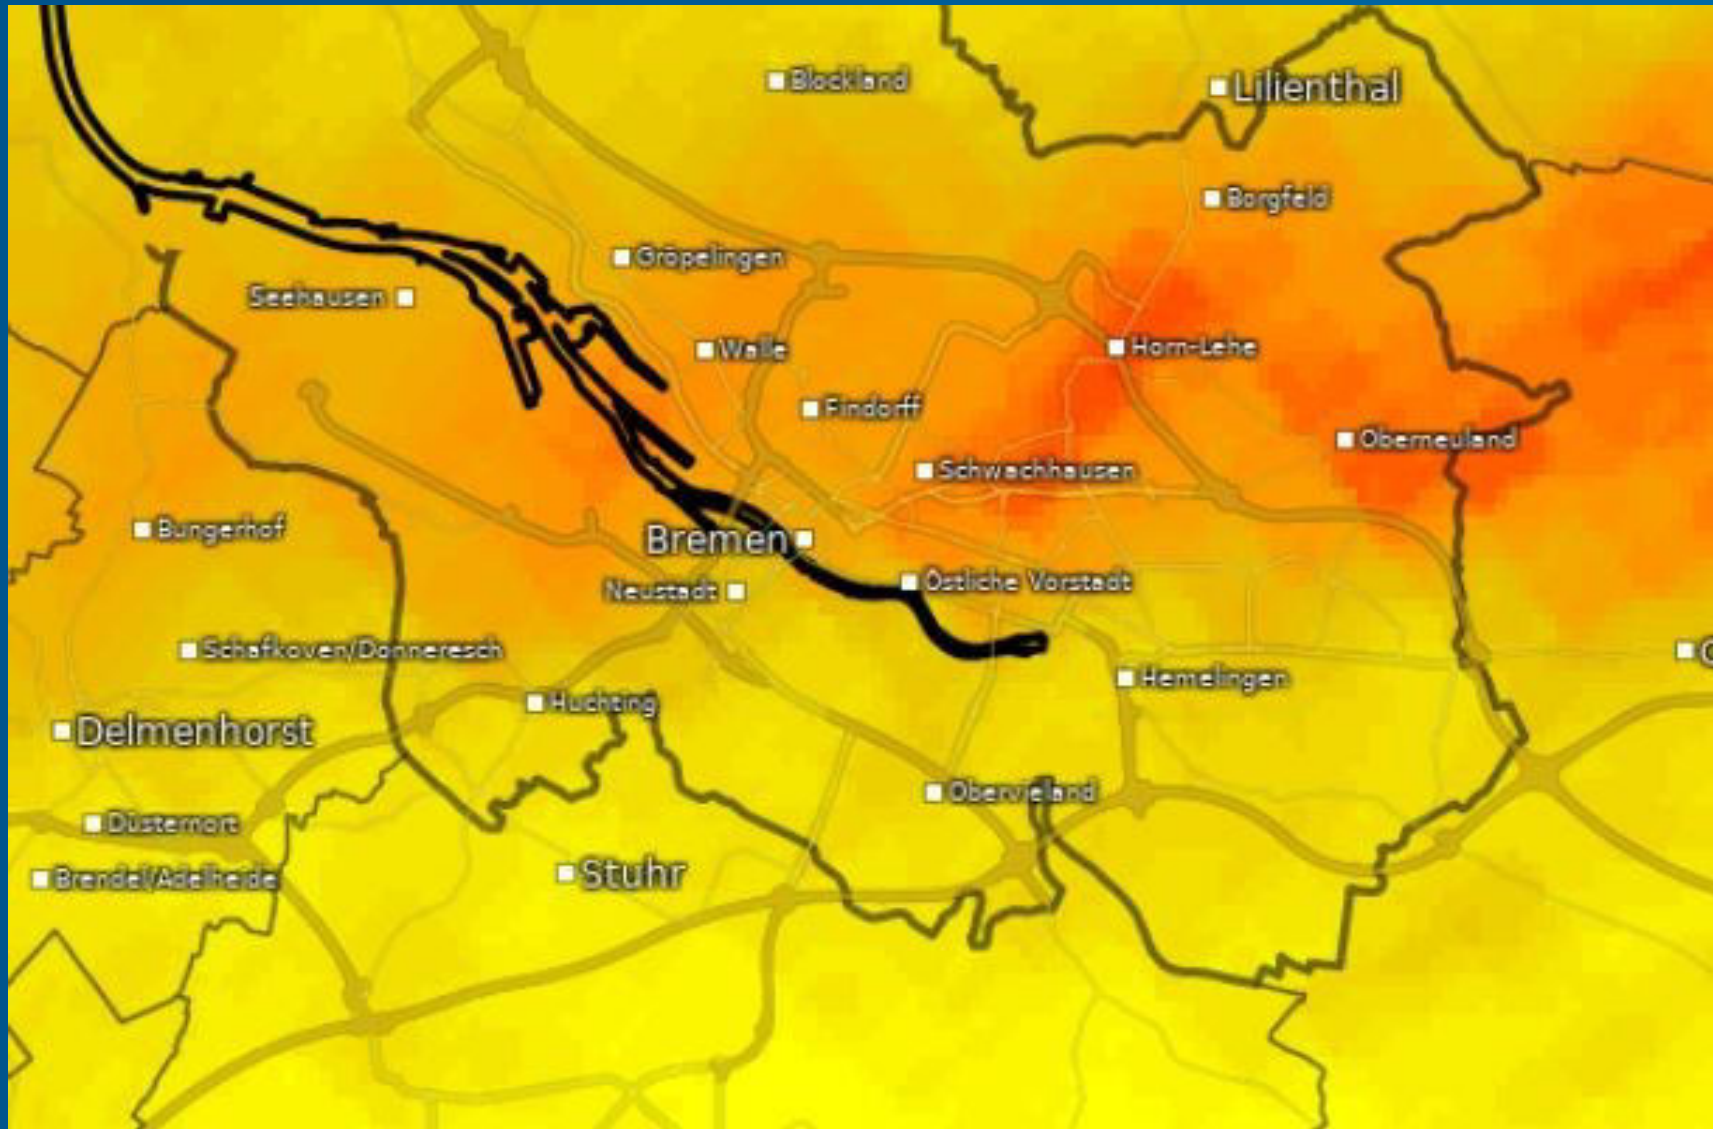 Blockland
Lilienthal
Borgfeld
Gröpelingen
Seehausen
Walle
Horn-Lehe
Findorff
Oberneuland
Schwachhausen
Bungerhof
Bremen
Östliche Vorstadt
Neustadt
Schafkoven/Donneresch
Hemelingen
Huchting
Delmenhorst
Obervieland
Düsternort
Stuhr
Brendel/Adelheide